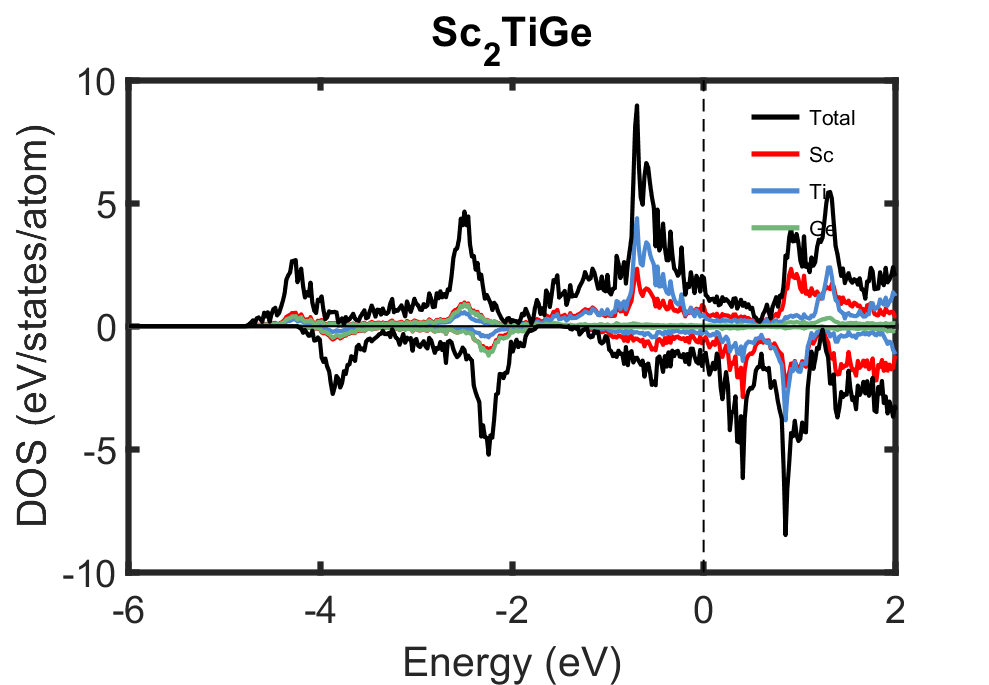 Sc2TiGe
DOS (eV/states/atom)
10
5
0
-5
-10
Total
Sc
Ti
Ge
-6
-4
-2
0
2
Energy (eV)